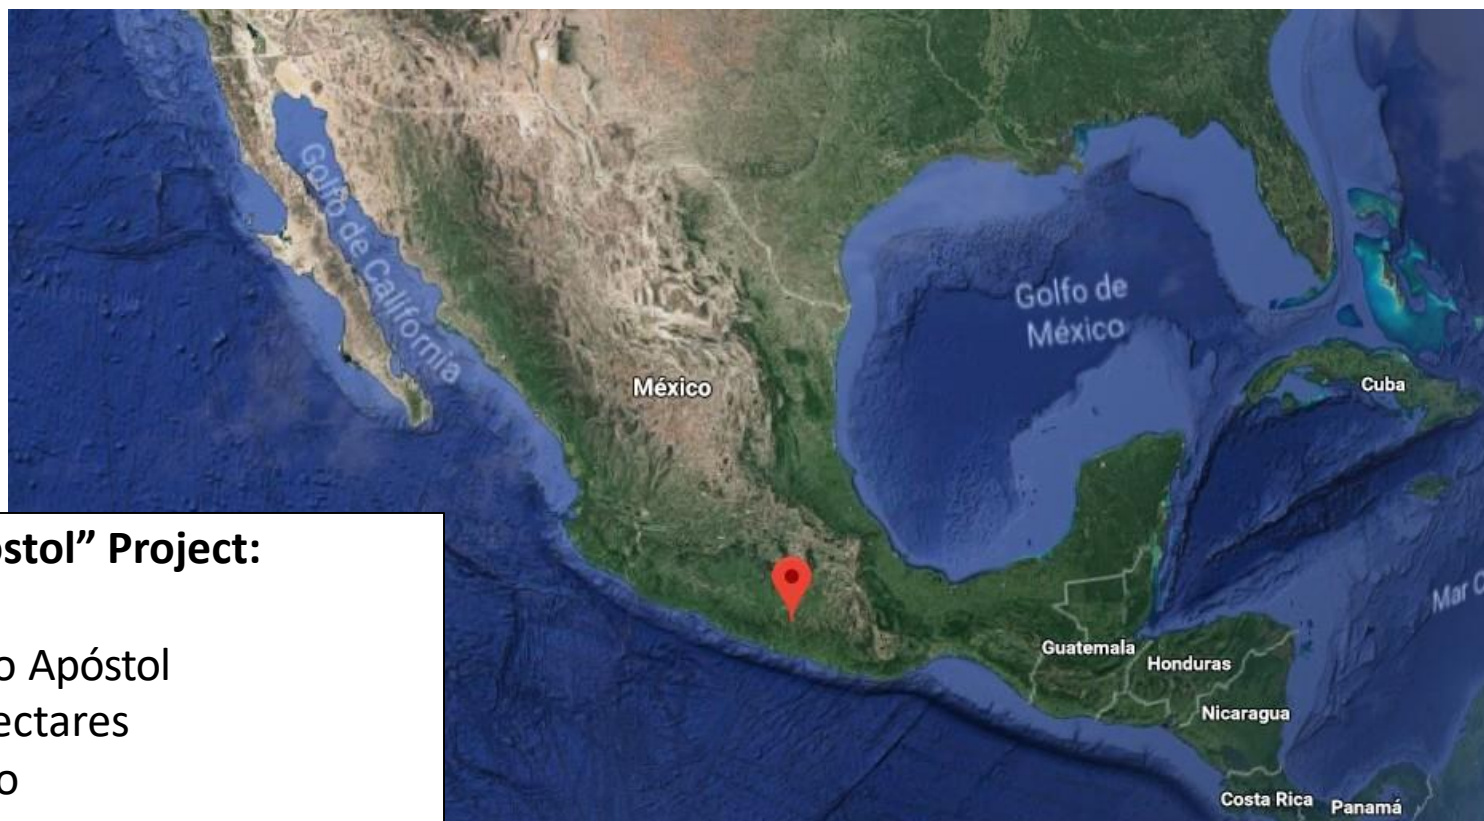 Golfo de California
Golfo de
México
México
Cuba
Mar
Guatemala
Honduras
Nicaragua
Costa Rica
Panamá
stol” Project:
o Apóstol
ectares
o